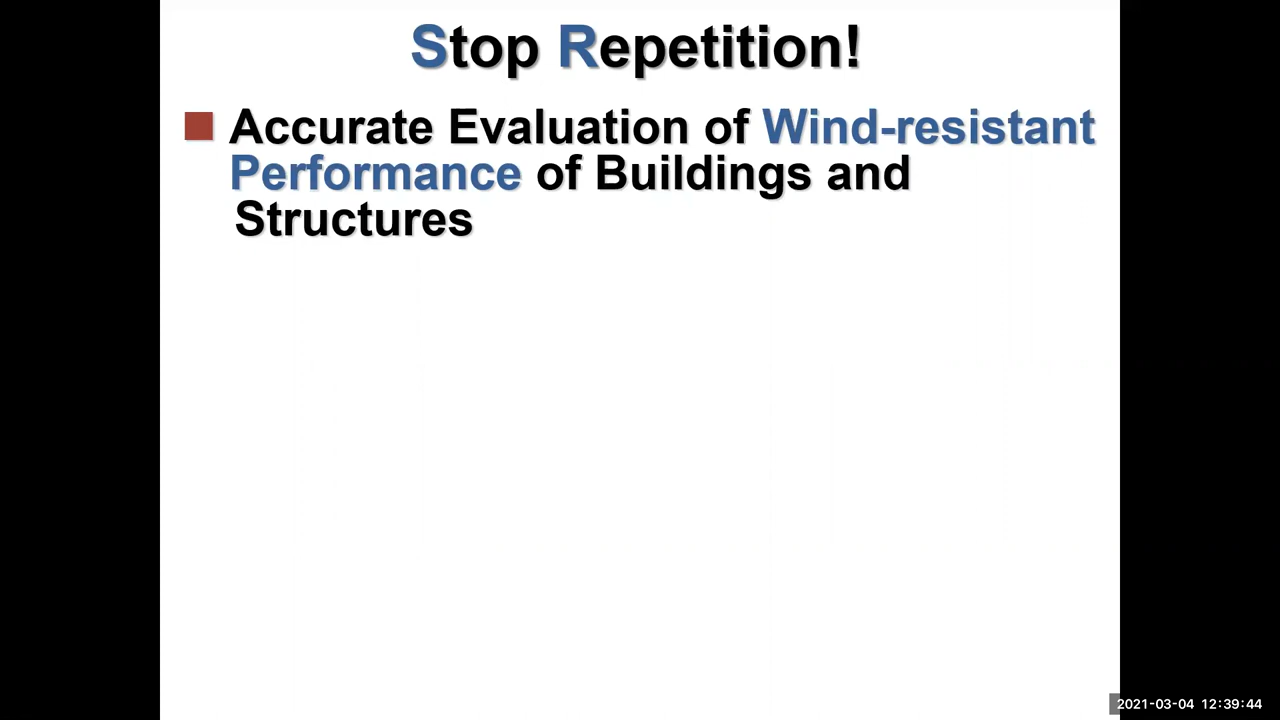 Stop Repetition!
Accurate Evaluation of Wind-resistant
Performance of Buildings and
Structures
2021-03-04 12:39:44